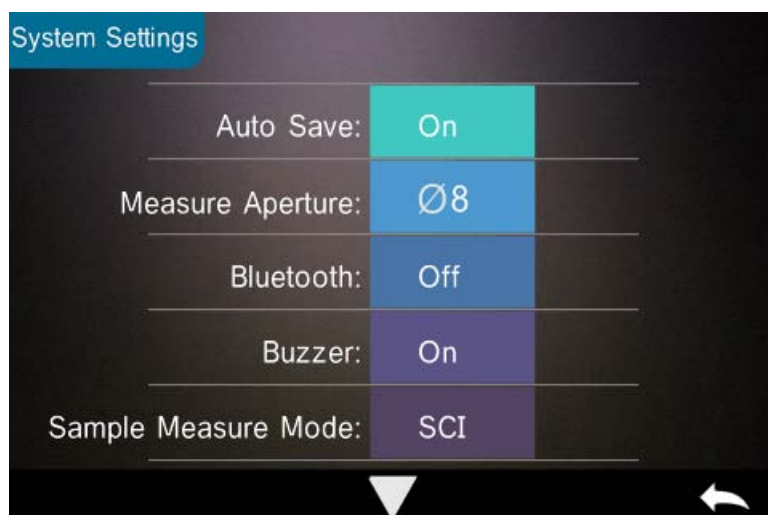 System Settings
Auto Save: On
Measure Aperture: Ø8
Bluetooth: Off
Buzzer: On
Sample Measure Mode: SCI